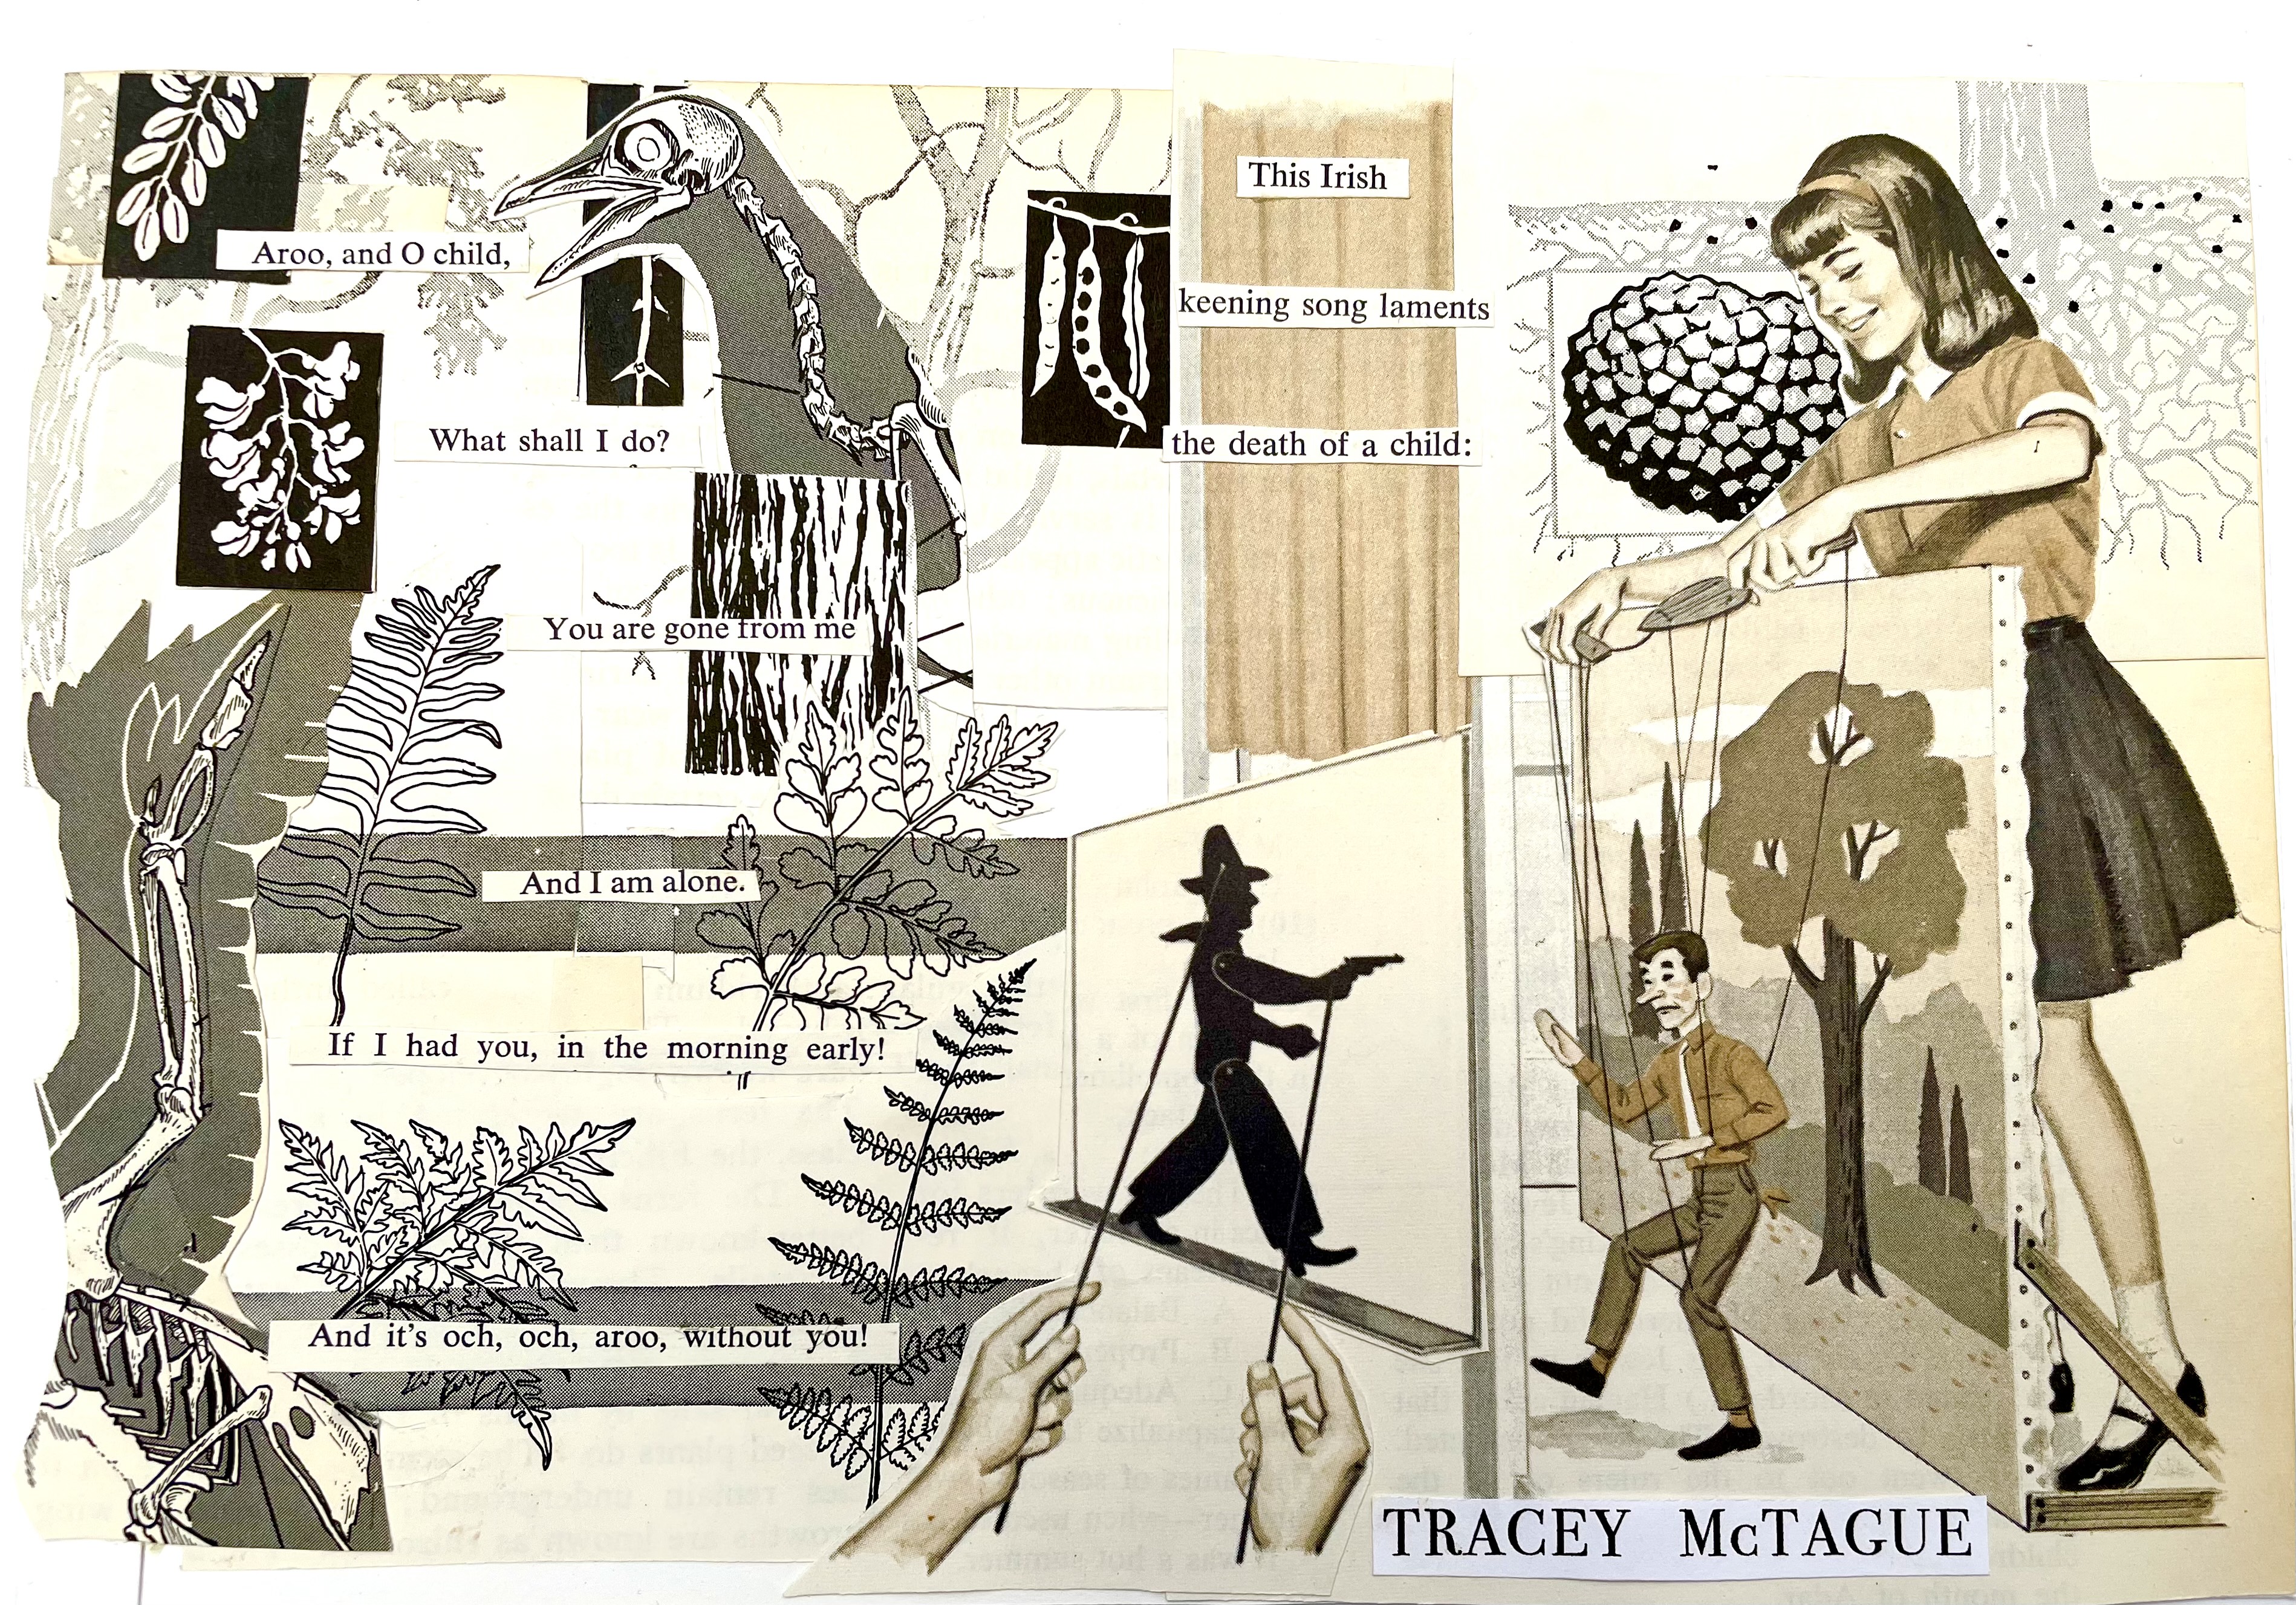 This Irish
keening song laments
the death of a child:
Aroo, and O child,
What shall I do?
You are gone from me
And I am alone.
If I had you, in the morning early!
And it's och, och, aroo, without you!
TRACEY McTAGUE